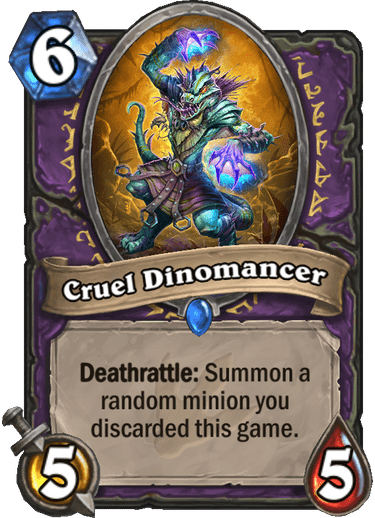 6
Cruel Dinomancer
Deathrattle: Summon a
random minion you
discarded this game.
5
5